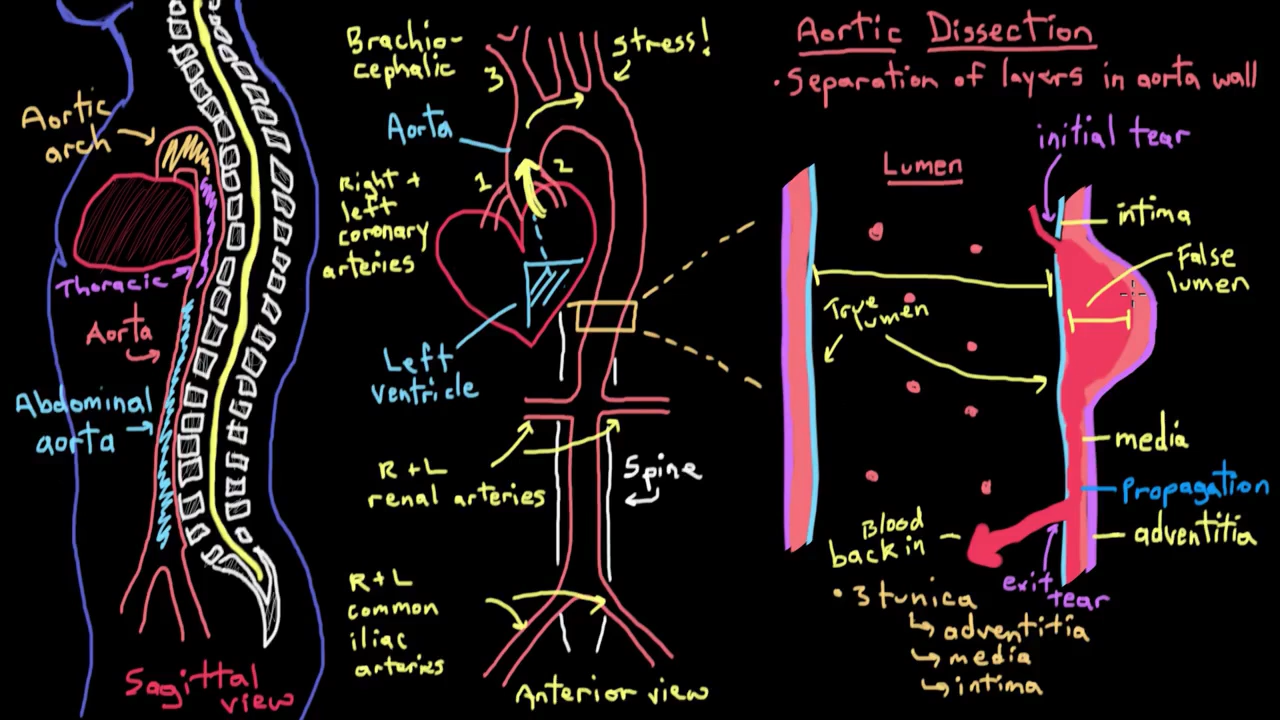 Aortic
arch
Thoracic
Aorta
Abdominal
aorta
Sagittal
view
Brachio-
cephalic
3
stress!
Aorta
1
2
Right +
left
coronary
arteries
Left
ventricle
R + L
renal arteries
Spine
R + L
common
iliac
arteries
Anterior view
Aortic Dissection
• Separation of layers in aorta wall
initial tear
Lumen
intima
False
lumen
True
lumen
media
Propagation
adventitia
Blood
back in
exit
tear
• 3 tunica
↳ adventitia
↳ media
↳ intima